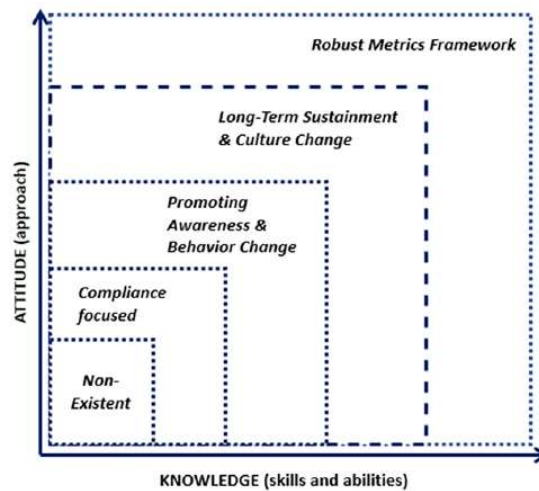 Robust Metrics Framework
Long-Term Sustainment
& Culture Change
Promoting
Awareness &
Behavior Change
Compliance
focused
Non-
Existent
ATTITUDE (approach)
KNOWLEDGE (skills and abilities)